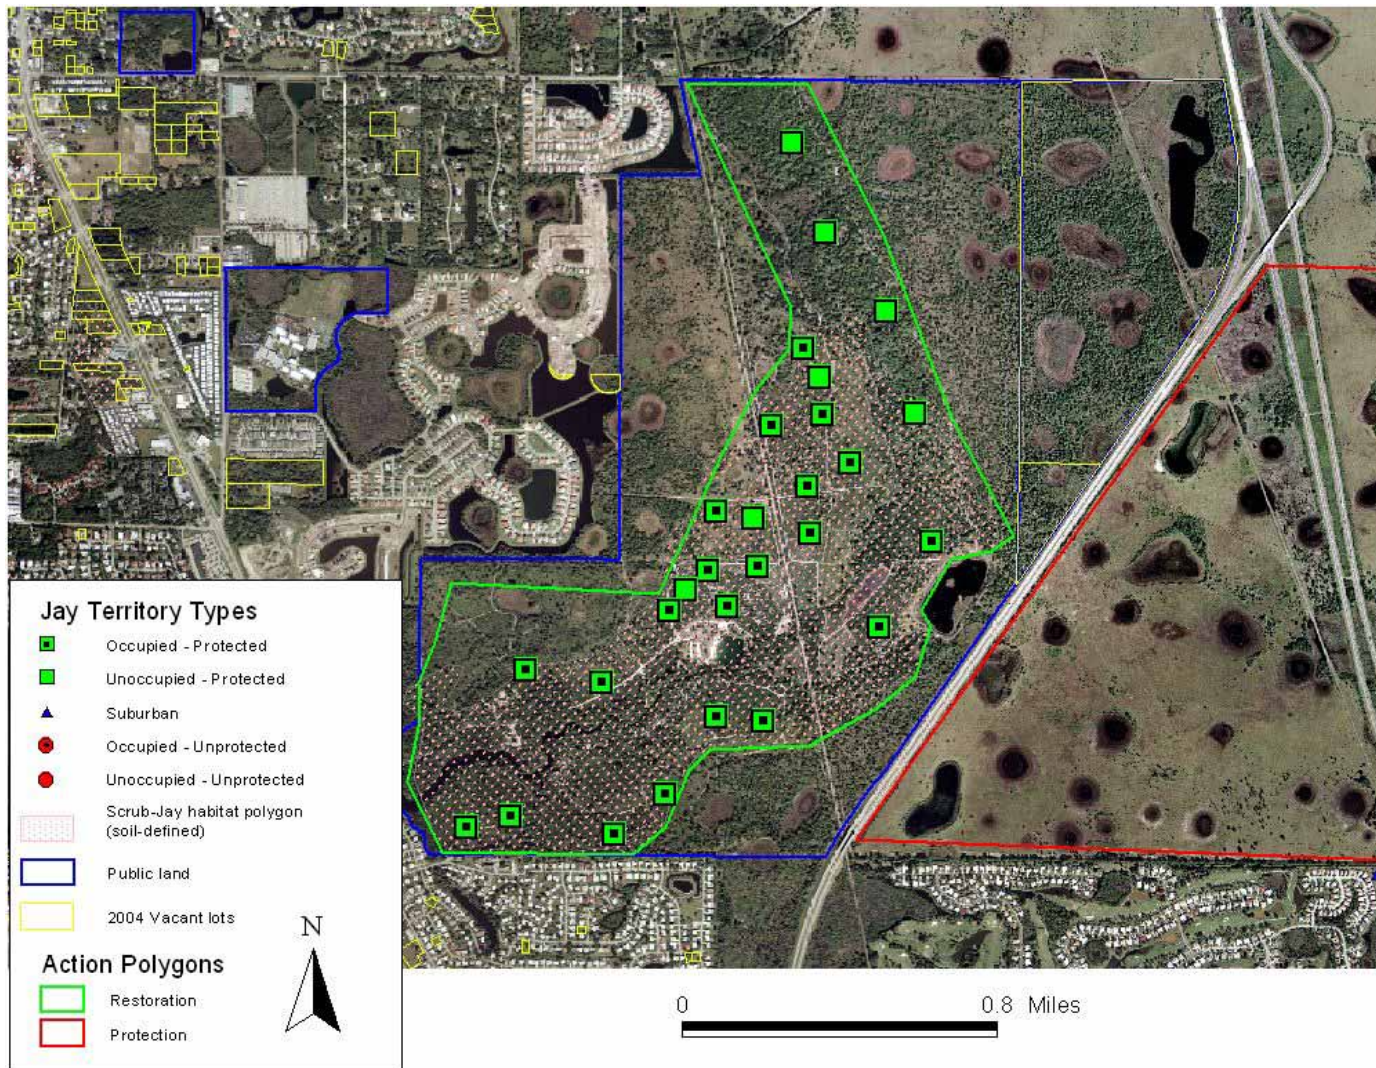 Jay Territory Types
Occupied - Protected
Unoccupied - Protected
Suburban
Occupied - Unprotected
Unoccupied - Unprotected
Scrub-Jay habitat polygon
(soil-defined)
Public land
2004 Vacant lots
Action Polygons
Restoration
Protection
N
0 0.8 Miles